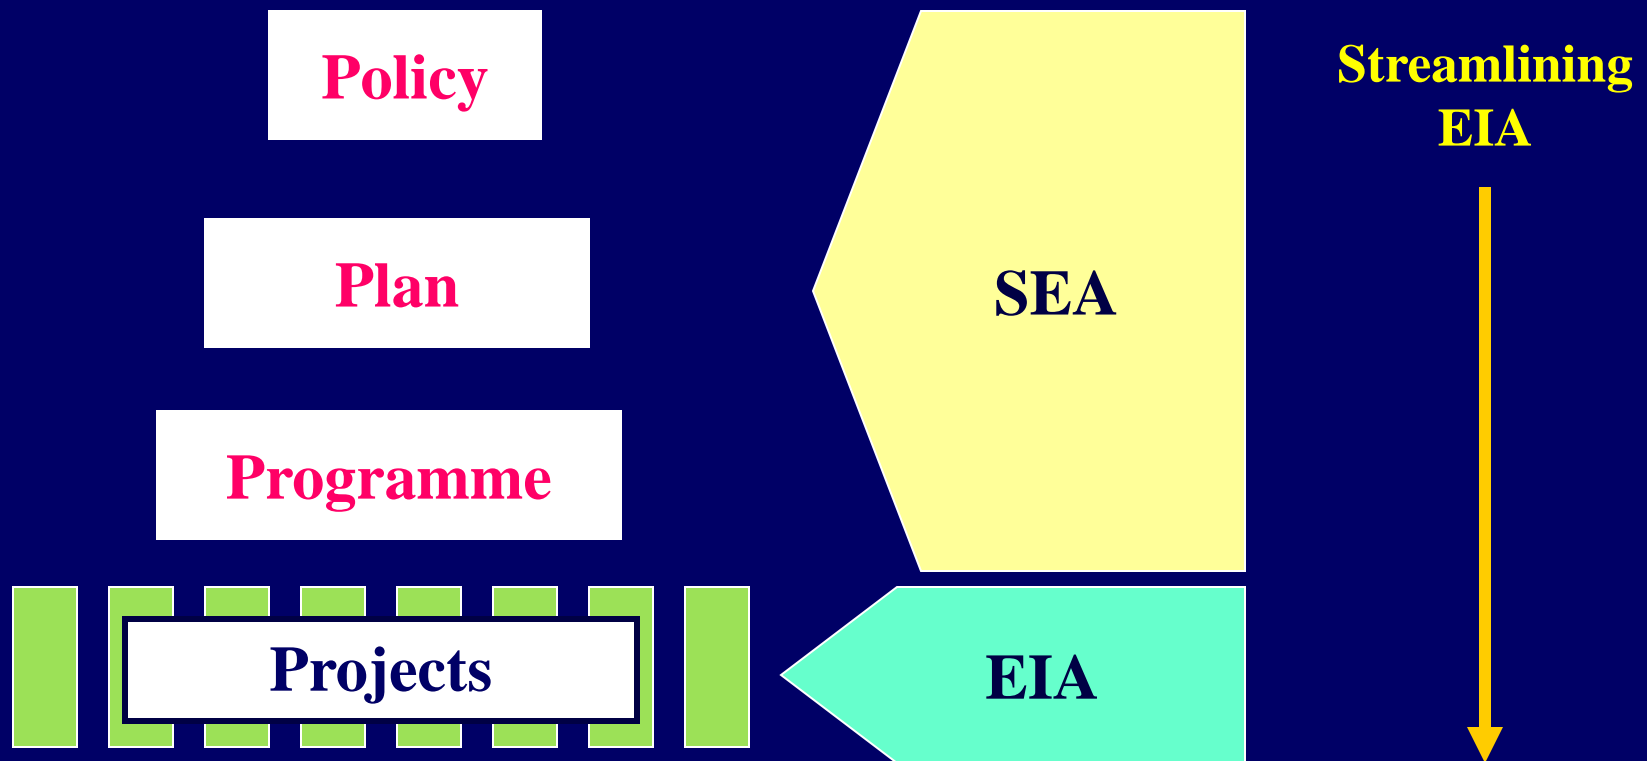 Policy
Plan
Programme
Projects
SEA
EIA
Streamlining
EIA